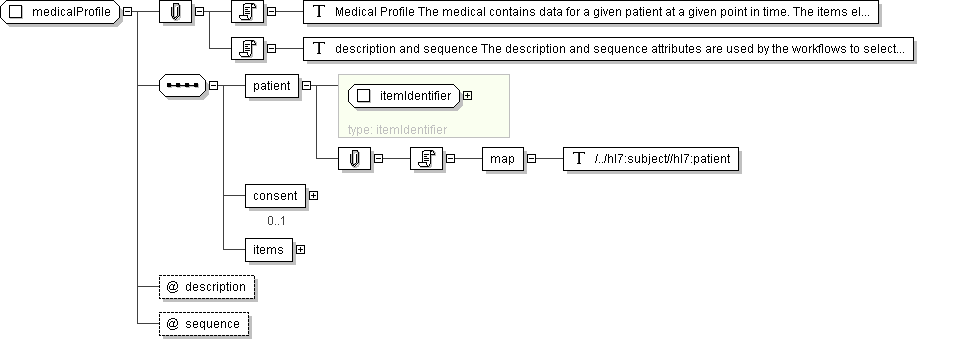 medicalProfile
T Medical Profile The medical contains data for a given patient at a given point in time. The items el...
T description and sequence The description and sequence attributes are used by the workflows to select...
patient
itemIdentifier
type: itemIdentifier
map
T /../hl7:subject//hl7:patient
consent
0..1
items
@ description
@ sequence